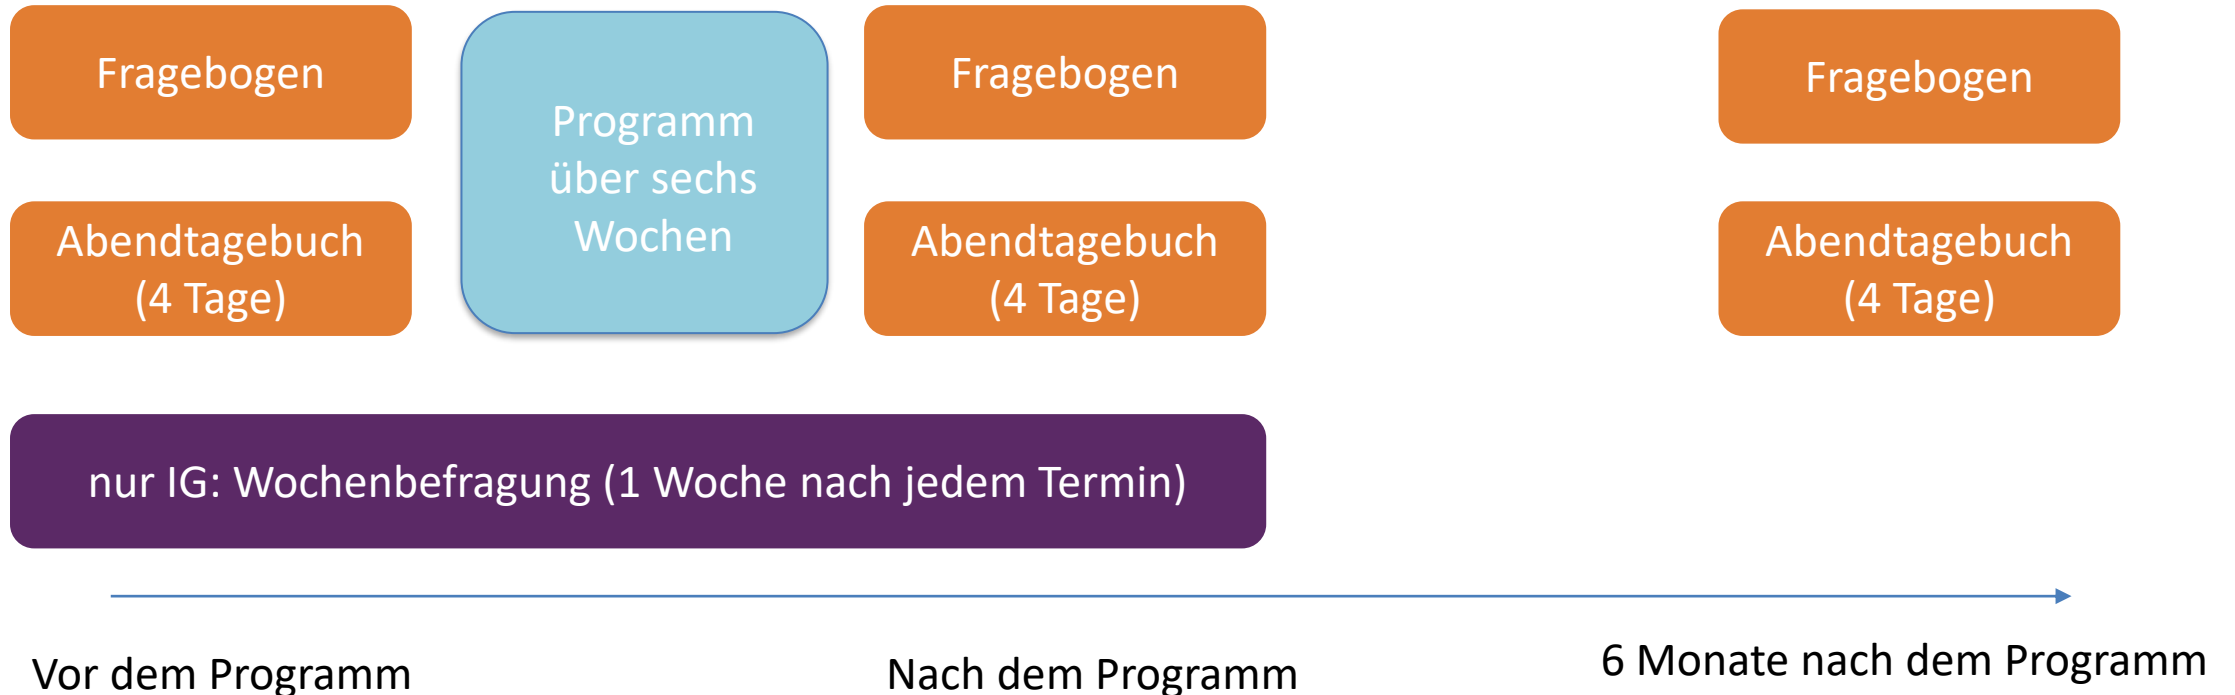 Fragebogen
Programm
über sechs
Wochen
Fragebogen
Fragebogen
Abendtagebuch
(4 Tage)
Abendtagebuch
(4 Tage)
Abendtagebuch
(4 Tage)
nur IG: Wochenbefragung (1 Woche nach jedem Termin)
Vor dem Programm
Nach dem Programm
6 Monate nach dem Programm